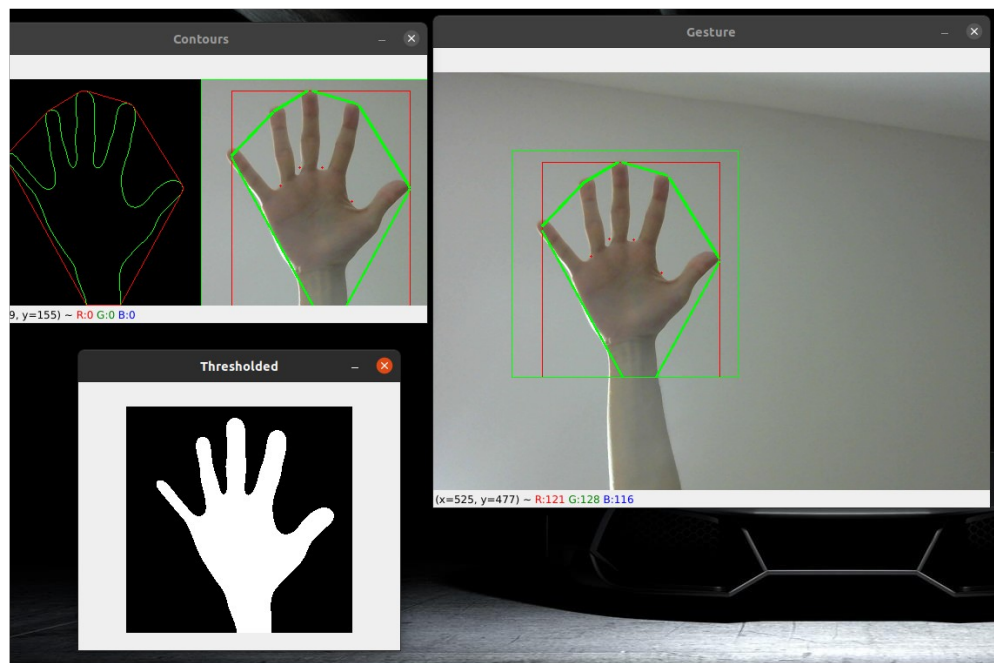 Contours
Gesture
9, y=155) ~ R:0 G:0 B:0
Thresholded
(x=525, y=477) ~ R:121 G:128 B:116